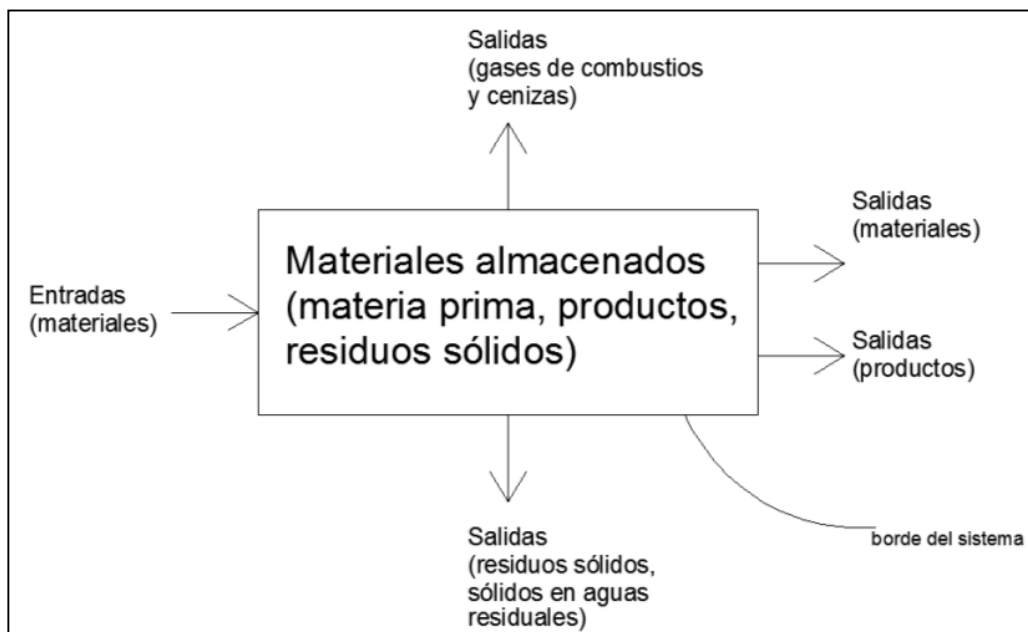 Salidas
(gases de combustios
y cenizas)
Salidas
(materiales)
Materiales almacenados
(materia prima, productos,
residuos sólidos)
Entradas
(materiales)
Salidas
(productos)
Salidas
(residuos sólidos,
sólidos en aguas
residuales)
borde del sistema